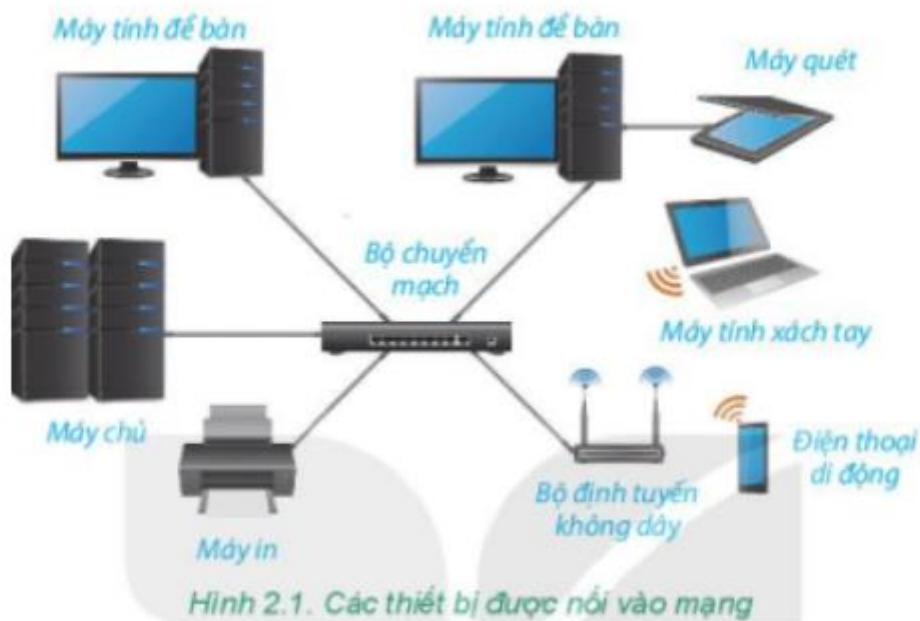 Máy tính để bàn
Máy tính để bàn
Máy quét
Bộ chuyển
mạch
Máy tính xách tay
Máy chủ
Máy in
Bộ định tuyến
không dây
Điện thoại
di động
Hình 2.1. Các thiết bị được nối vào mạng